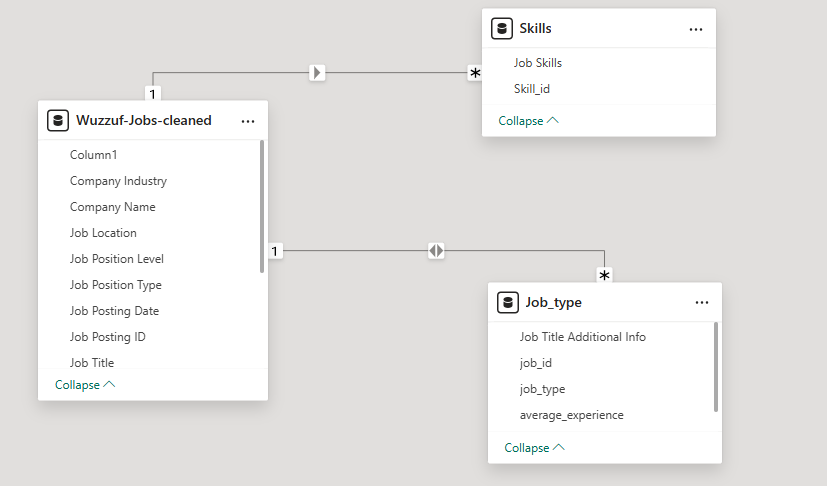 Skills
...
Job Skills
Skill_id
Collapse
1
*
Wuzzuf-Jobs-cleaned
...
Column1
Company Industry
Company Name
Job Location
Job Position Level
Job Position Type
Job Posting Date
Job Posting ID
Job Title
Collapse
1
*
Job_type
...
Job Title Additional Info
job_id
job_type
average_experience
Collapse